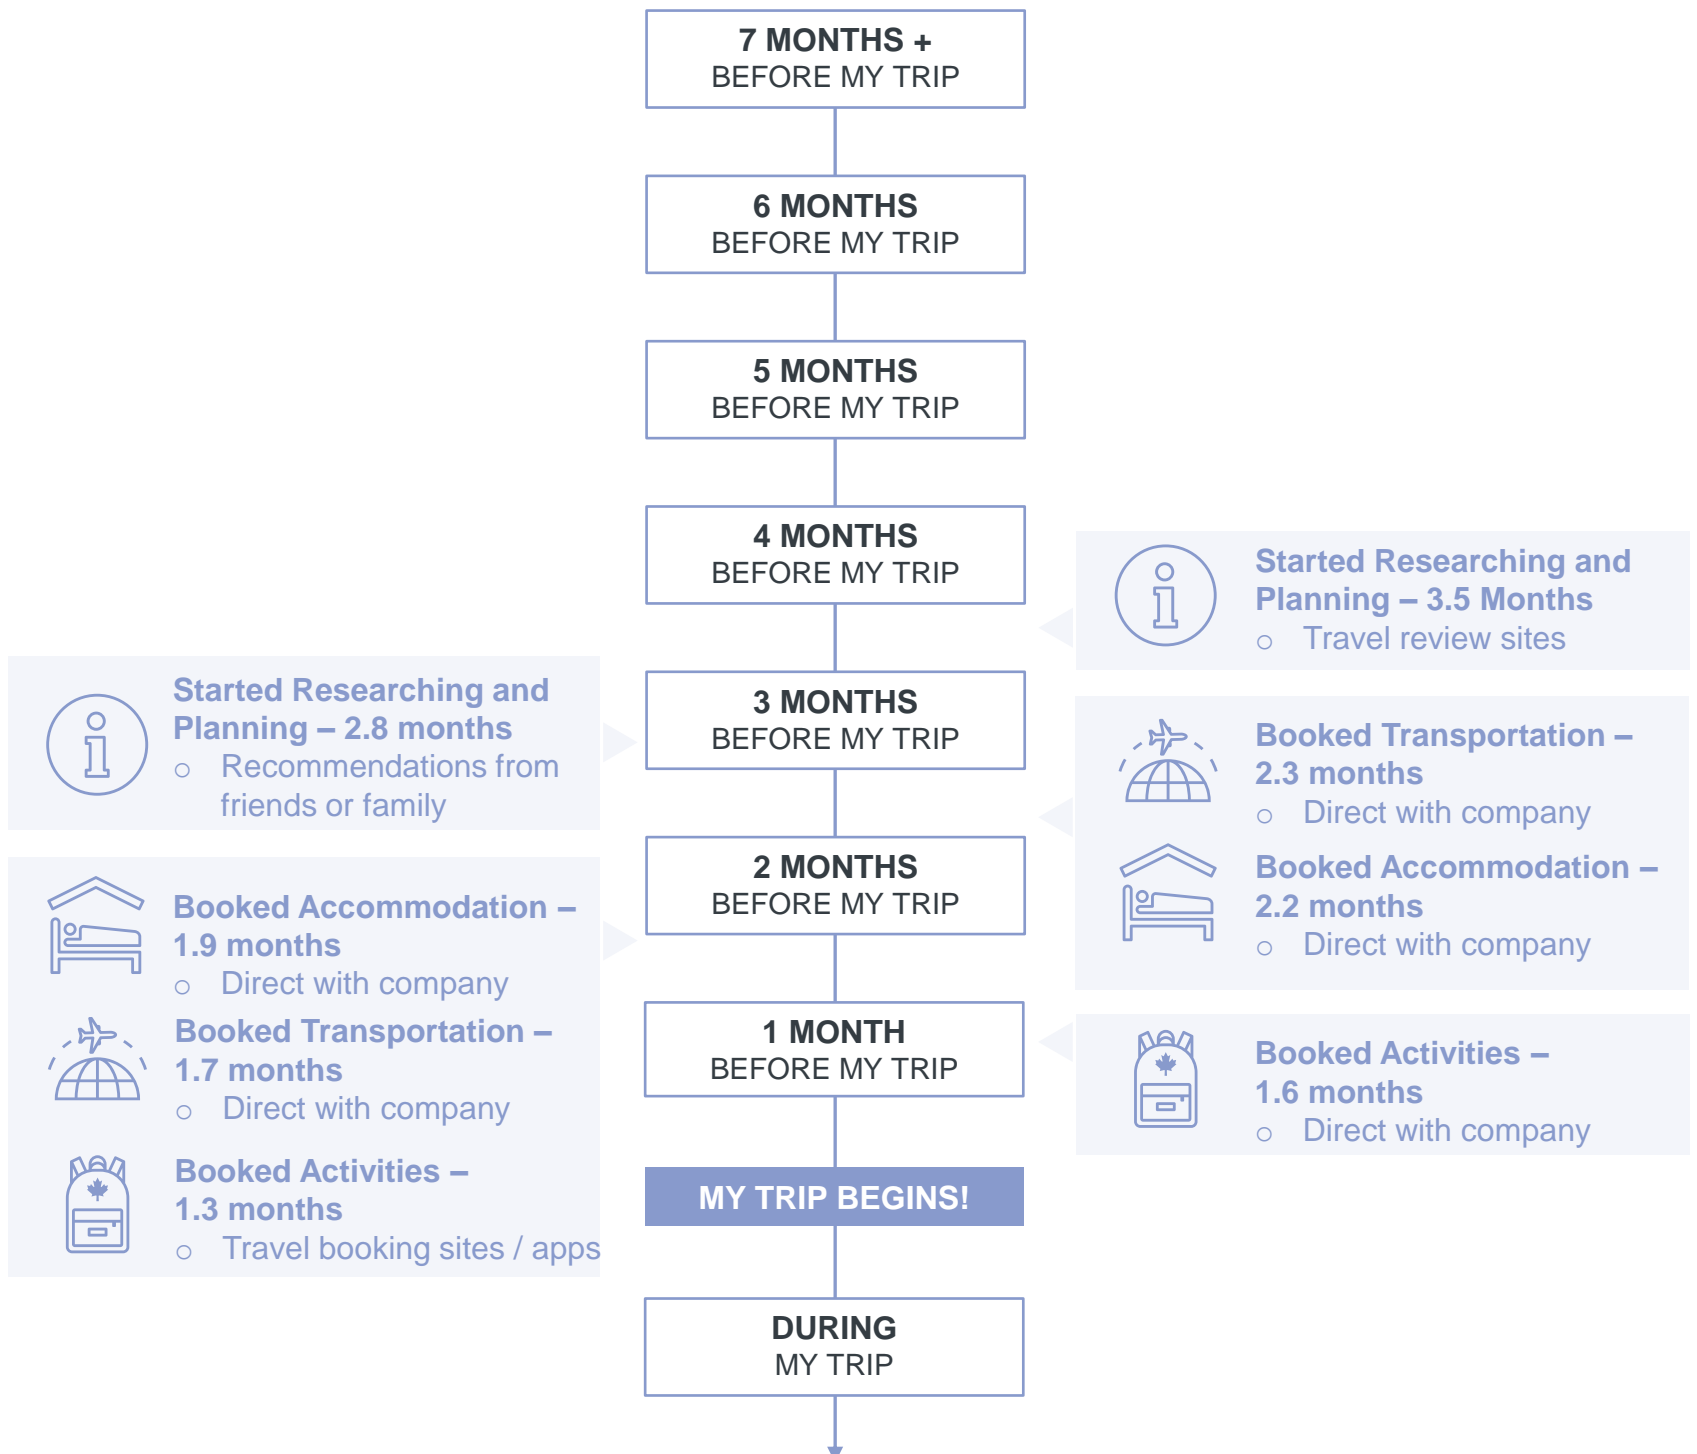 7 MONTHS +
BEFORE MY TRIP
6 MONTHS
BEFORE MY TRIP
5 MONTHS
BEFORE MY TRIP
4 MONTHS
BEFORE MY TRIP
3 MONTHS
BEFORE MY TRIP
2 MONTHS
BEFORE MY TRIP
1 MONTH
BEFORE MY TRIP
MY TRIP BEGINS!
DURING
MY TRIP
Started Researching and
Planning – 2.8 months
○ Recommendations from
friends or family
Booked Accommodation –
1.9 months
○ Direct with company
Booked Transportation –
1.7 months
○ Direct with company
Booked Activities –
1.3 months
○ Travel booking sites / apps
Started Researching and
Planning – 3.5 Months
○ Travel review sites
Booked Transportation –
2.3 months
○ Direct with company
Booked Accommodation –
2.2 months
○ Direct with company
Booked Activities –
1.6 months
○ Direct with company